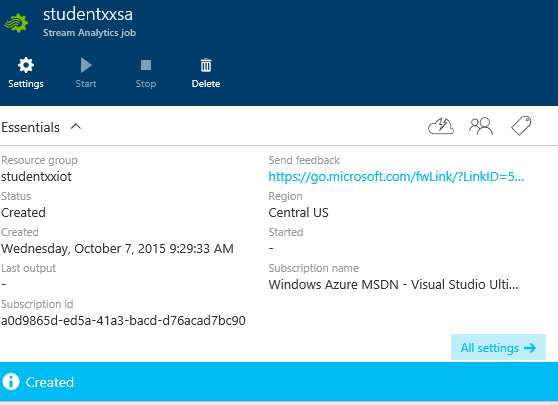 studentxxsa
Stream Analytics job
Settings
Start
Stop
Delete
Essentials
Resource group
studentxxiot
Status
Created
Created
Wednesday, October 7, 2015 9:29:33 AM
Last output
-
Subscription id
a0d9865d-ed5a-41a3-bacd-d76acad7bc90
Send feedback
https://go.microsoft.com/fwLink/?LinkID=5...
Region
Central US
Started
-
Subscription name
Windows Azure MSDN - Visual Studio Ulti...
All settings →
Created